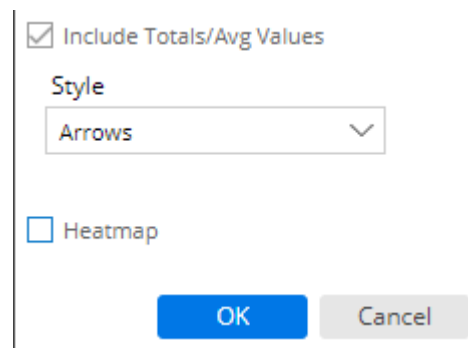 Include Totals/Avg Values
Style
Arrows
Heatmap
OK Cancel